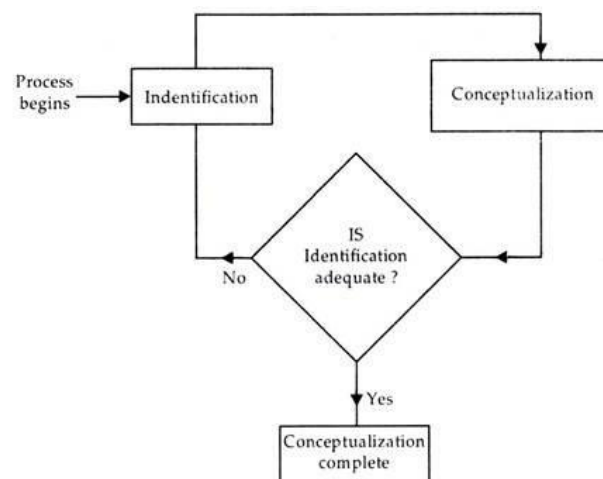 Process
begins
Indentification
Conceptualization
IS
Identification
adequate ?
No
Yes
Conceptualization
complete